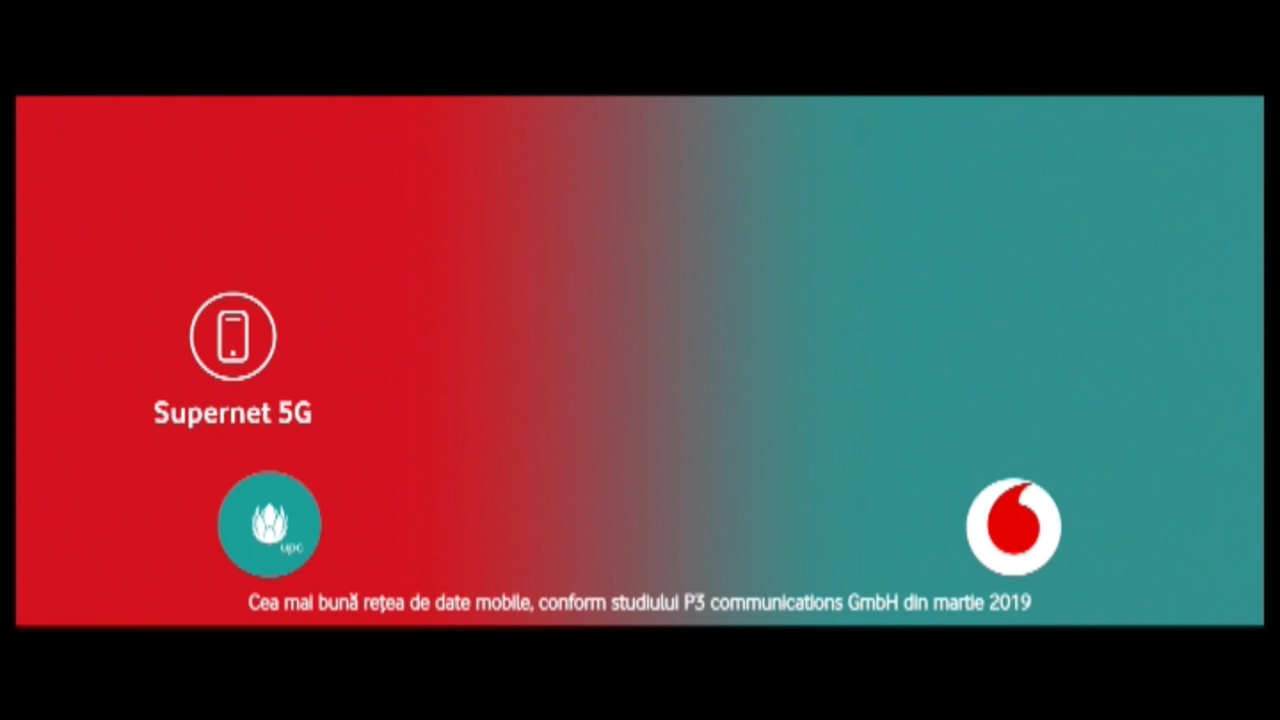 Supernet 5G
upc
Cea mai bună rețea de date mobile, conform studiului P3 communications GmbH din martie 2019